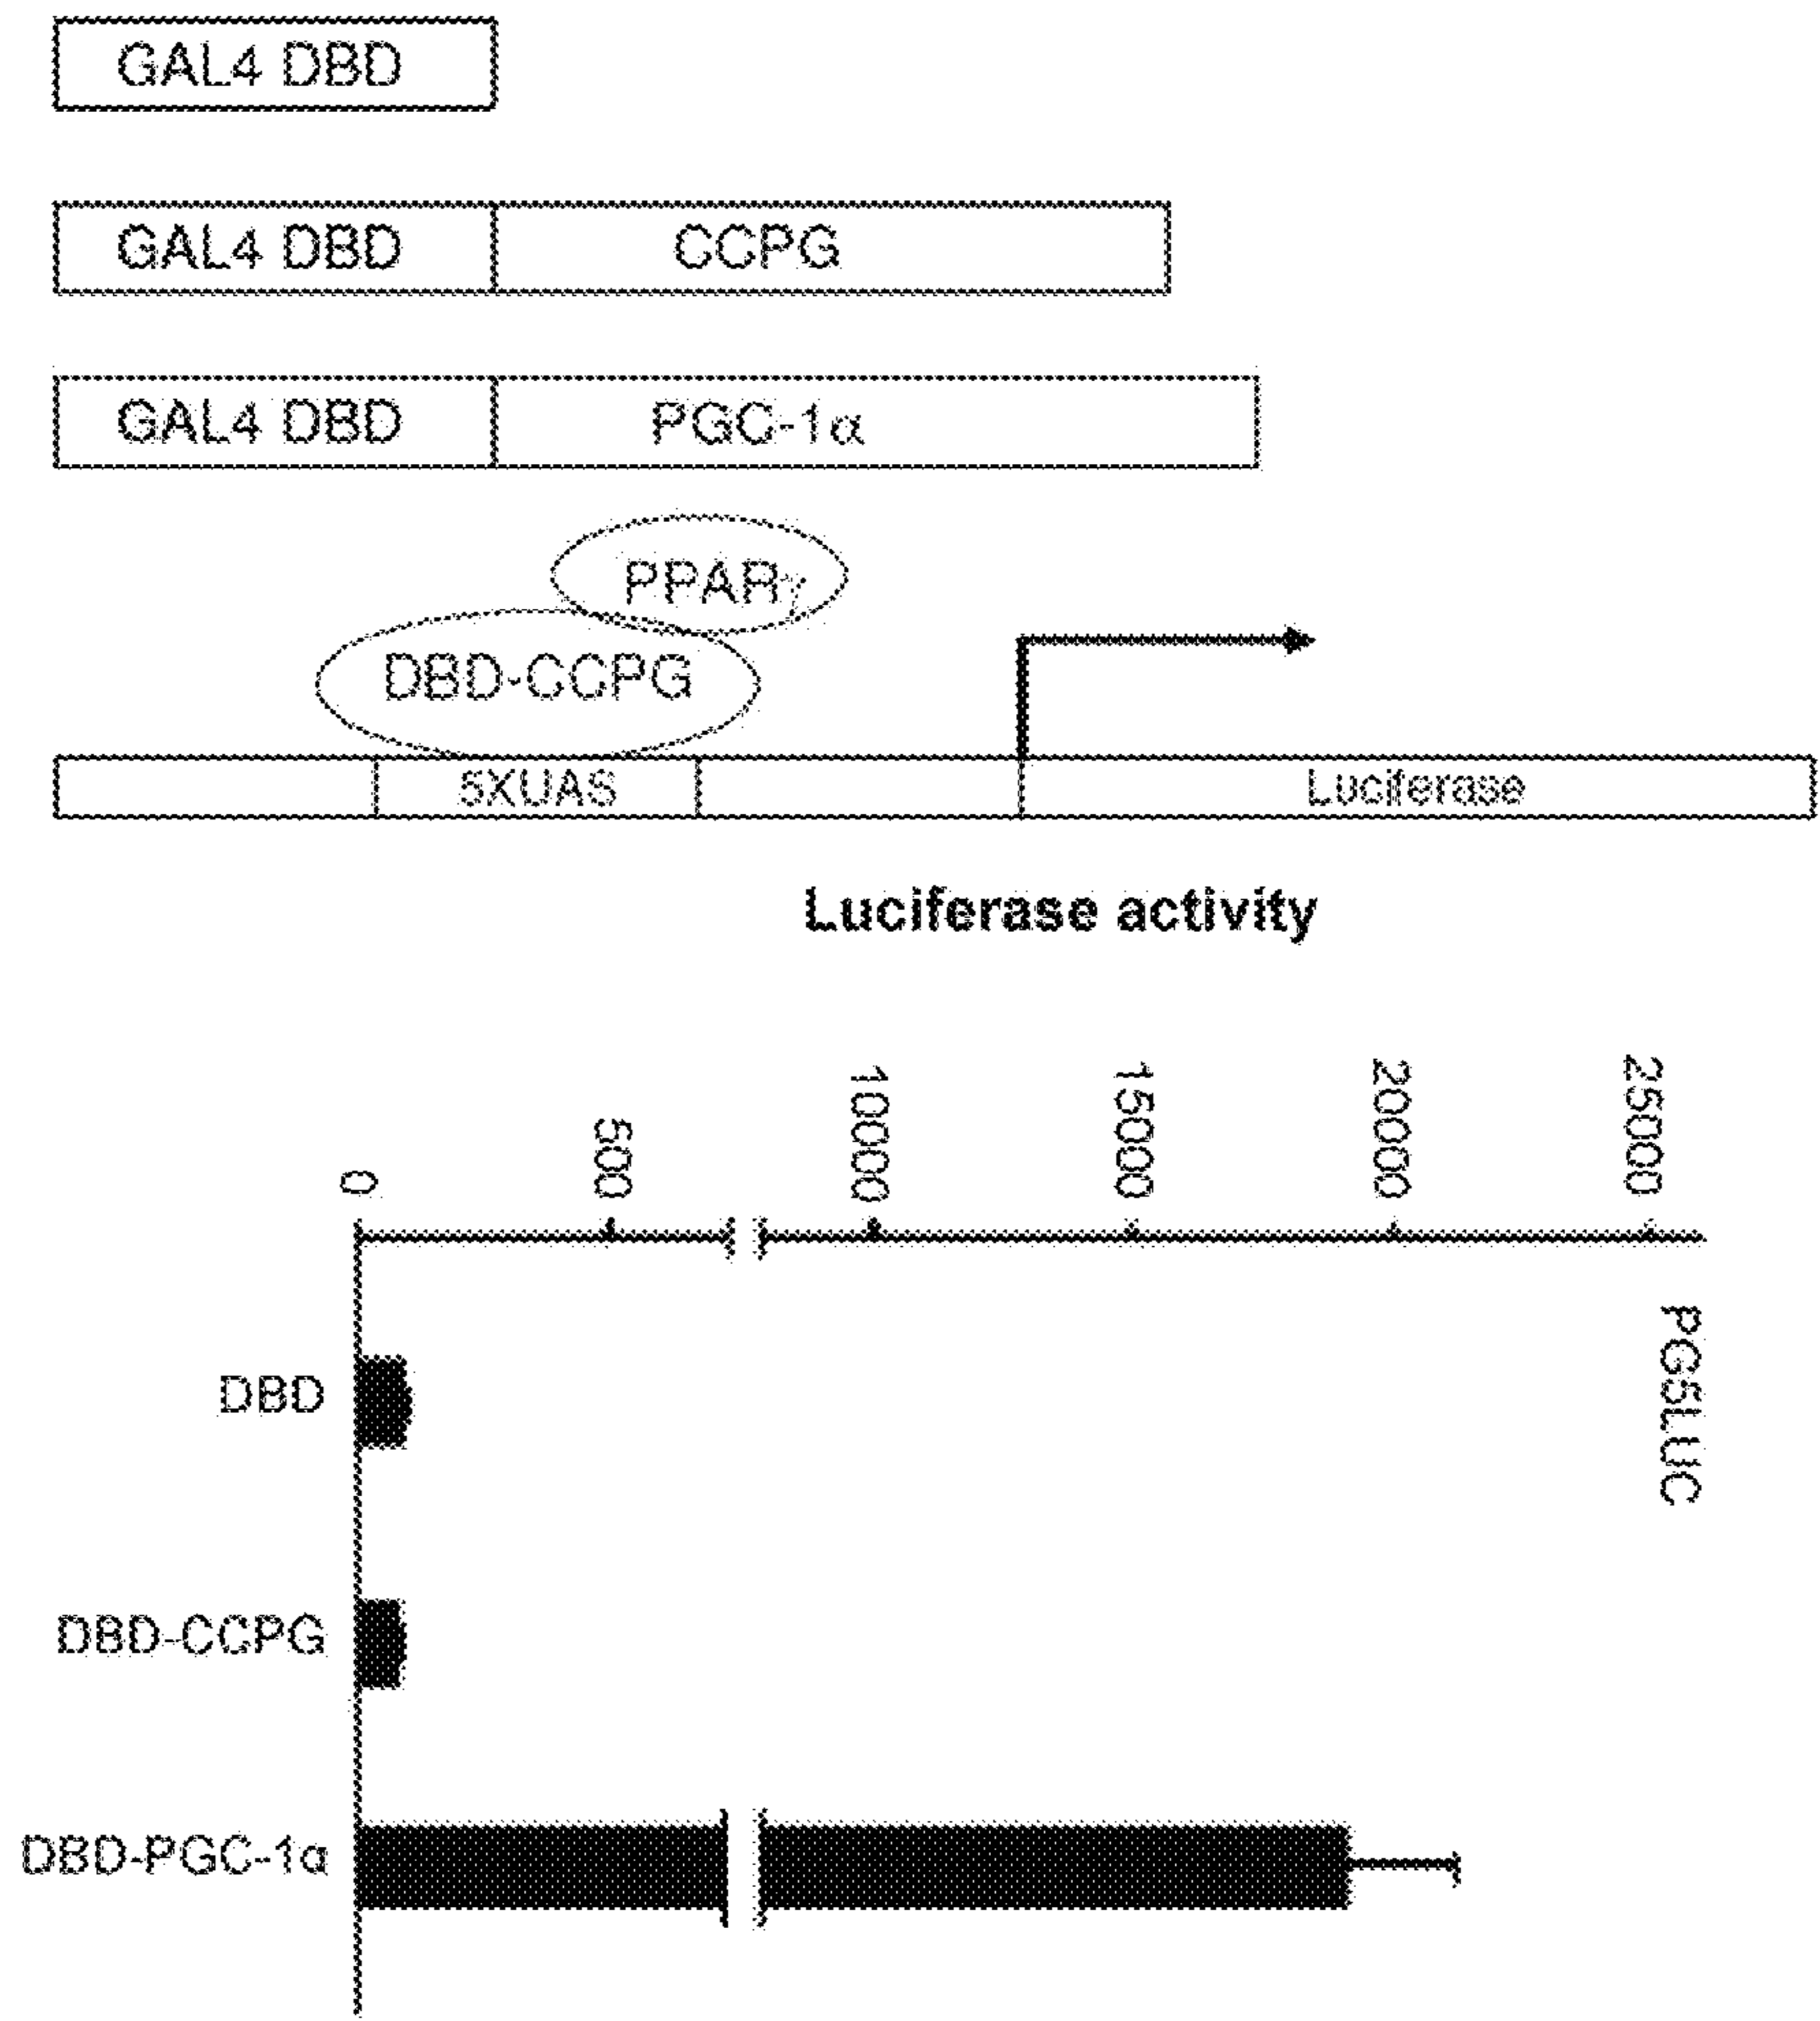 GAL4 DBD
GAL4 DBD CCPG
GAL4 DBD PGC-1α
PPARγ
DBD-CCPG
5XUAS Luciferase
Luciferase activity
0 500 10000 15000 20000 25000
PG5LUC
DBD
DBD-CCPG
DBD-PGC-1α